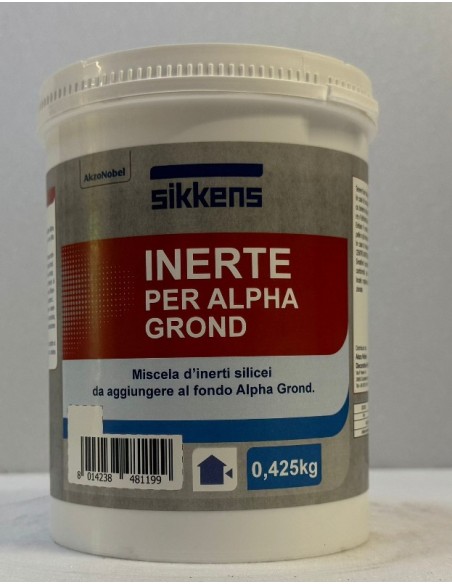 AkzoNobel
sikkens
INERTE
PER ALPHA
GROND
Miscela d'inerti silicei
da aggiungere al fondo Alpha Grond.
8 014238 481199
0,425kg